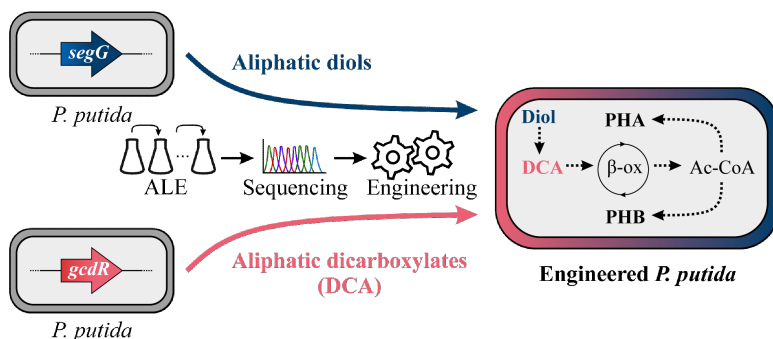 segG
P. putida
Aliphatic diols
ALE
Sequencing
Engineering
Aliphatic dicarboxylates
(DCA)
gcdR
P. putida
Diol
PHA
DCA
β-ox
Ac-CoA
PHB
Engineered P. putida